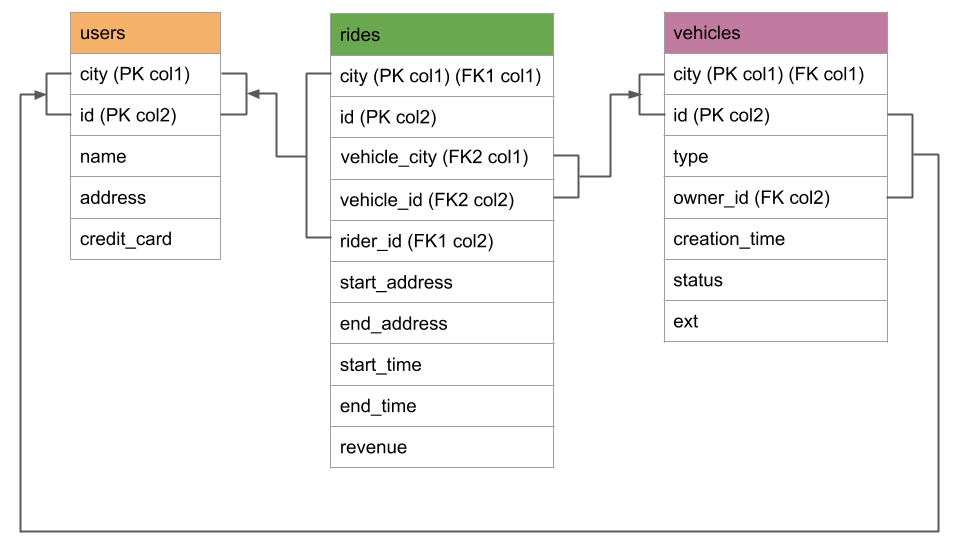 users
city (PK col1)
id (PK col2)
name
address
credit_card
rides
city (PK col1) (FK1 col1)
id (PK col2)
vehicle_city (FK2 col1)
vehicle_id (FK2 col2)
rider_id (FK1 col2)
start_address
end_address
start_time
end_time
revenue
vehicles
city (PK col1) (FK col1)
id (PK col2)
type
owner_id (FK col2)
creation_time
status
ext